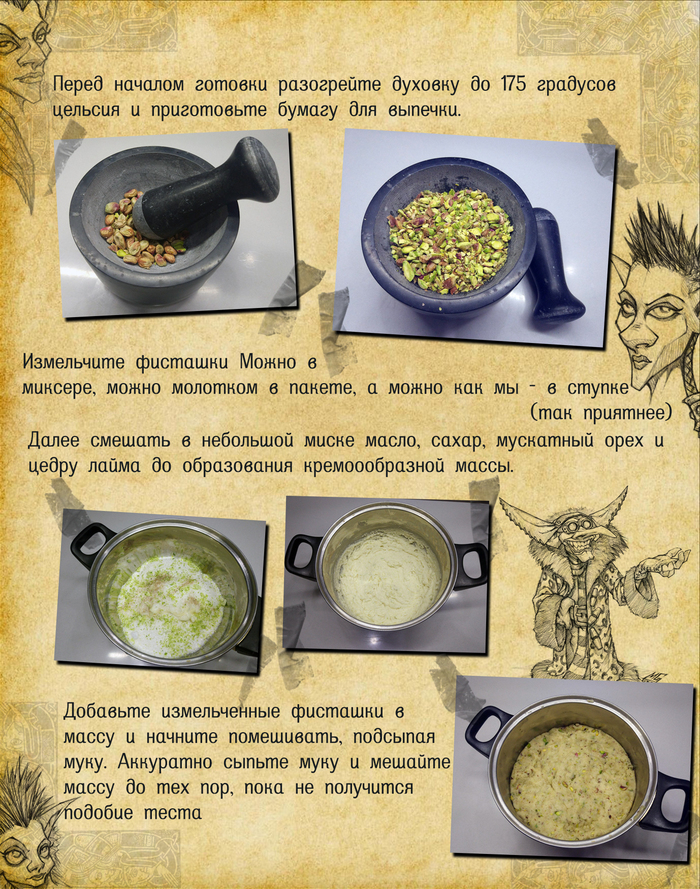 Перед началом готовки разогрейте духовку до 175 градусов
цельсия и приготовьте бумагу для выпечки.
Измельчите фисташки Можно в
миксере, можно молотком в пакете, а можно как мы - в ступке
(так приятнее)
Далее смешать в небольшой миске масло, сахар, мускатный орех и
цедру лайма до образования кремоообразной массы.
Добавьте измельченные фисташки в
массу и начните помешивать, подсыпая
муку. Аккуратно сыпьте муку и мешайте
массу до тех пор, пока не получится
подобие теста